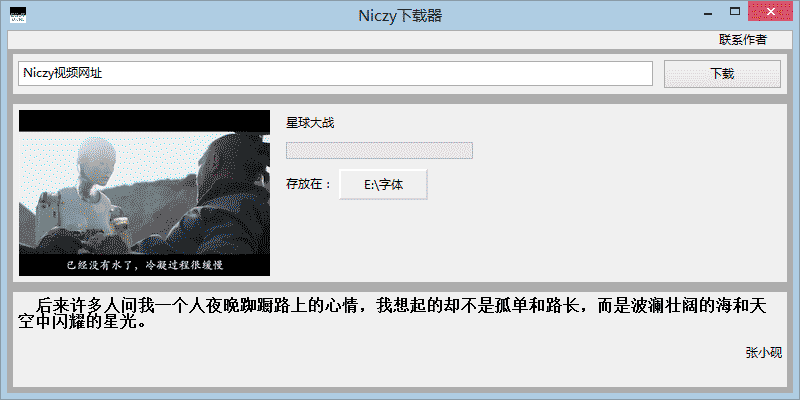 Niczy下载器
联系作者
Niczy视频网址
下载
星球大战
存放在： E:\字体
已经没有水了，冷凝过程很缓慢
后来许多人问我一个人夜晚踟蹰路上的心情，我想起的却不是孤单和路长，而是波澜壮阔的海和天
空中闪耀的星光。
张小砚